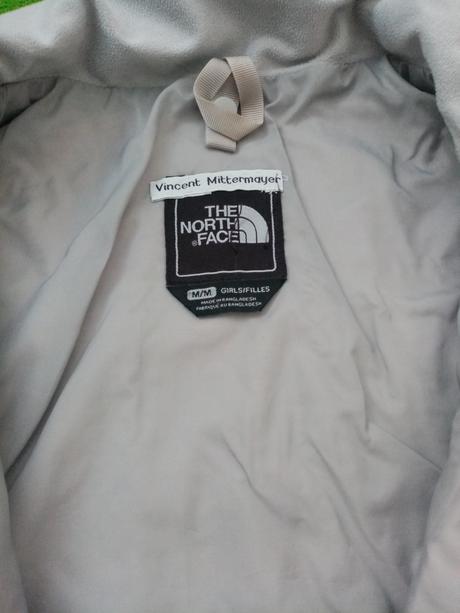 Vincent Mittermayer
THE
NORTH
FACE
®
M/M GIRLS/FILLES
MADE IN BANGLADESH
FABRIQUÉ AU BANGLADESH